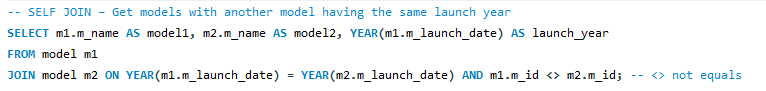 -- SELF JOIN – Get models with another model having the same launch year
SELECT m1.m_name AS model1, m2.m_name AS model2, YEAR(m1.m_launch_date) AS launch_year
FROM model m1
JOIN model m2 ON YEAR(m1.m_launch_date) = YEAR(m2.m_launch_date) AND m1.m_id <> m2.m_id; -- <> not equals